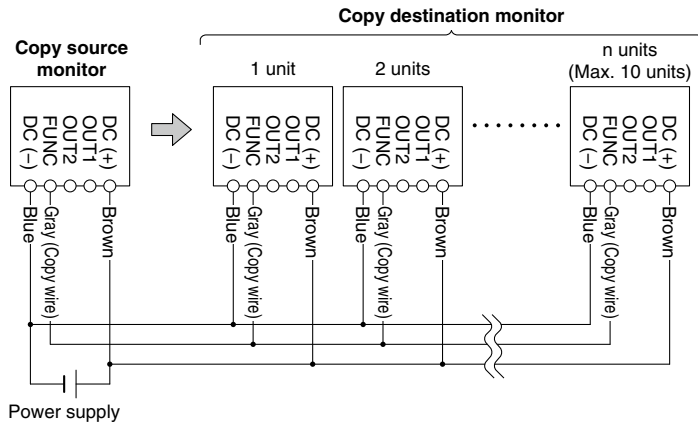 Copy destination monitor
Copy source
monitor
1 unit
2 units
n units
(Max. 10 units)
DC (−)
FUNC
OUT2
OUT1
DC (+)
DC (−)
FUNC
OUT2
OUT1
DC (+)
DC (−)
FUNC
OUT2
OUT1
DC (+)
DC (−)
FUNC
OUT2
OUT1
DC (+)
Blue
Gray (Copy wire)
Brown
Blue
Gray (Copy wire)
Brown
Blue
Gray (Copy wire)
Brown
Blue
Gray (Copy wire)
Brown
Power supply